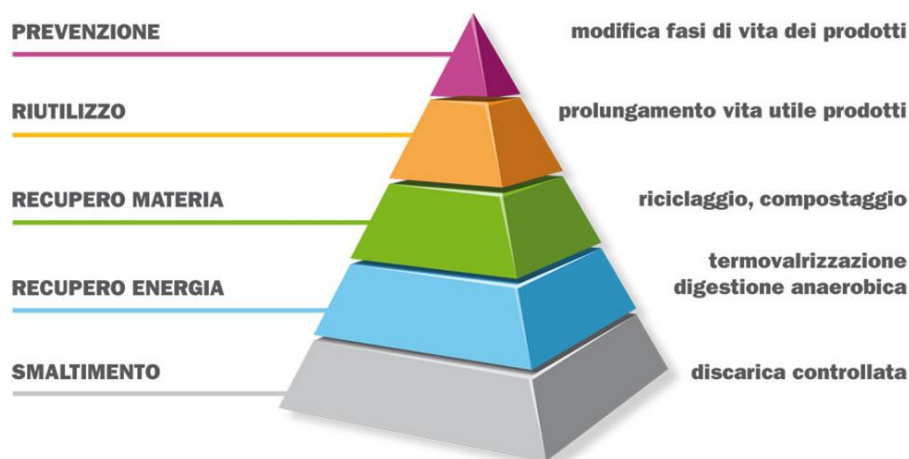 PREVENZIONE
modifica fasi di vita dei prodotti
RIUTILIZZO
prolungamento vita utile prodotti
RECUPERO MATERIA
riciclaggio, compostaggio
RECUPERO ENERGIA
termovalrizzazione
digestione anaerobica
SMALTIMENTO
discarica controllata